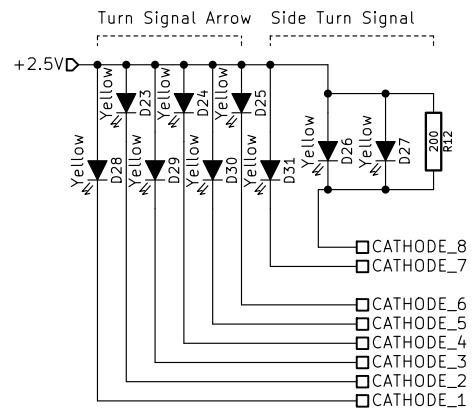 Turn Signal Arrow Side Turn Signal
+2.5V
Yellow D23 Yellow D24 Yellow D25
Yellow D28 Yellow D29 Yellow D30 Yellow D31 Yellow D26 Yellow D27 200 R12
CATHODE_8
CATHODE_7
CATHODE_6
CATHODE_5
CATHODE_4
CATHODE_3
CATHODE_2
CATHODE_1